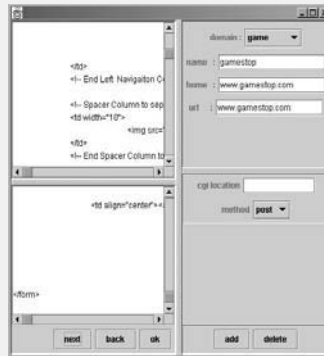 </td>
<!-- End Left Navigaiton C
<!-- Spacer Column to sep
<td width="10">
<img src="
</td>
<!-- End Spacer Column to
<td align="center"><
</form>
next back ok
domain : game
name : gamestop
home : www.gamestop.com
url : www.gamestop.com
cgi location
method post
add delete